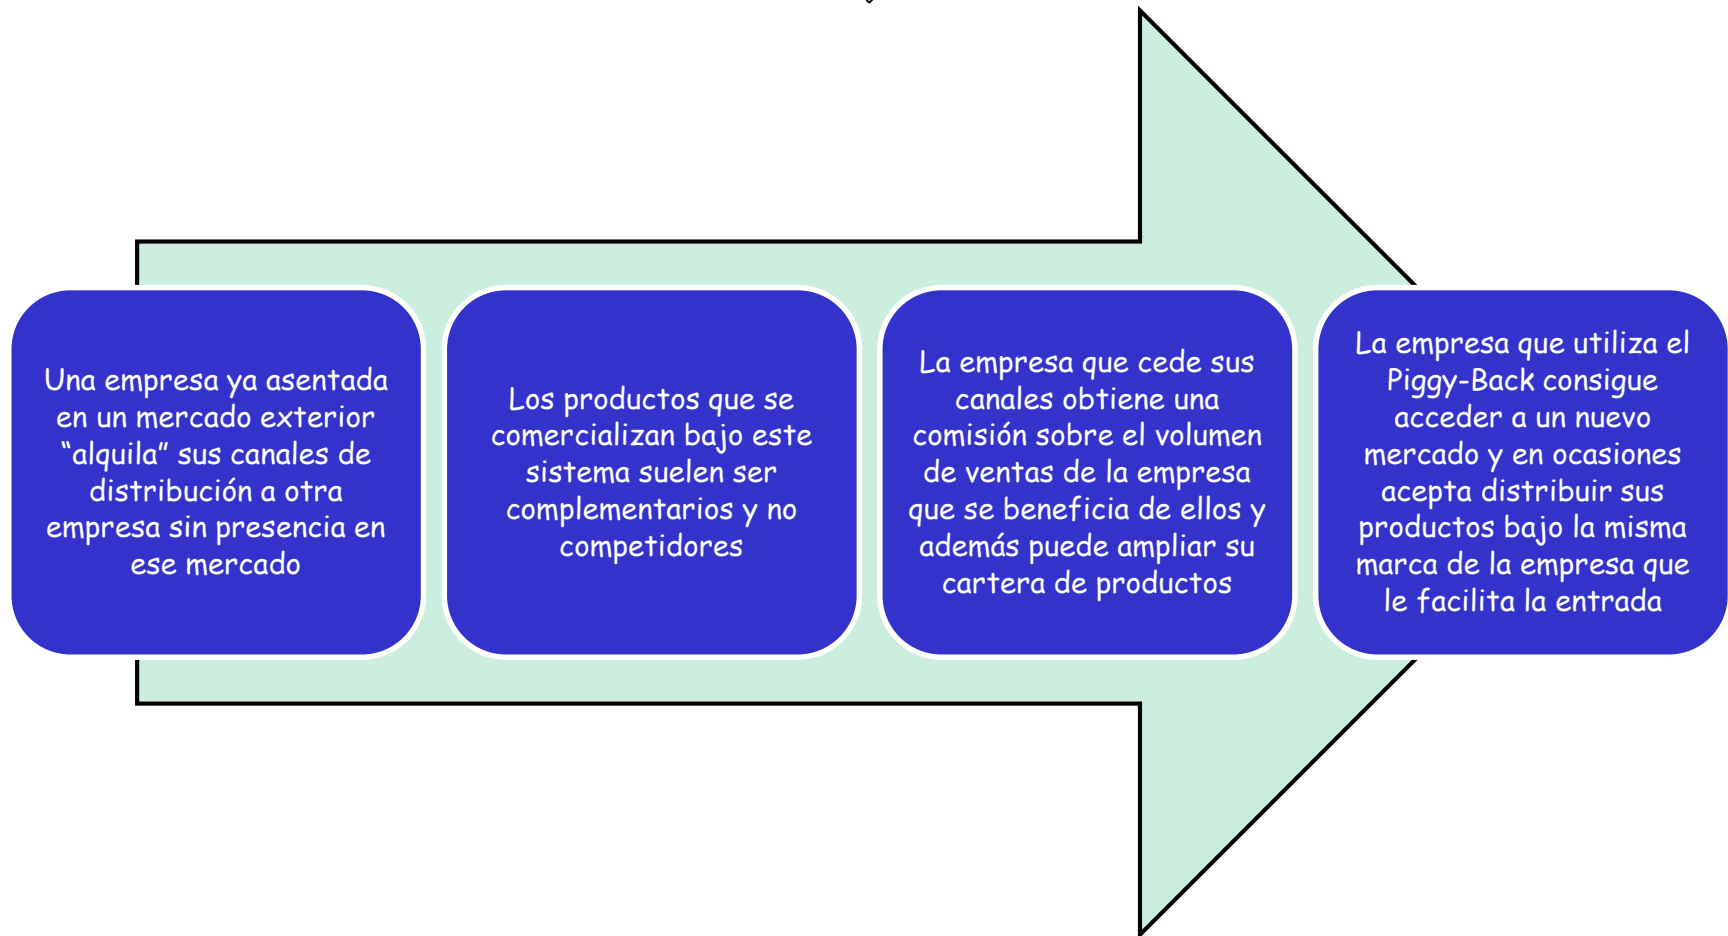 Una empresa ya asentada
en un mercado exterior
“alquila” sus canales de
distribución a otra
empresa sin presencia en
ese mercado
Los productos que se
comercializan bajo este
sistema suelen ser
complementarios y no
competidores
La empresa que cede sus
canales obtiene una
comisión sobre el volumen
de ventas de la empresa
que se beneficia de ellos y
además puede ampliar su
cartera de productos
La empresa que utiliza el
Piggy-Back consigue
acceder a un nuevo
mercado y en ocasiones
acepta distribuir sus
productos bajo la misma
marca de la empresa que
le facilita la entrada